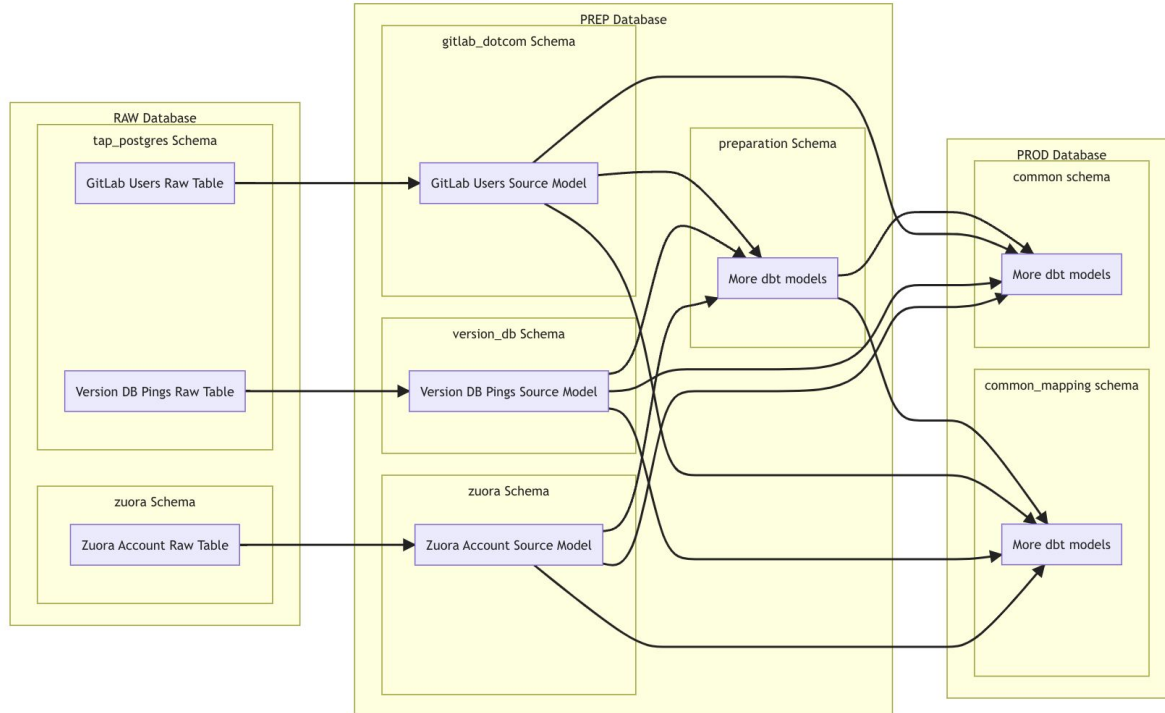 RAW Database
tap_postgres Schema
GitLab Users Raw Table
Version DB Pings Raw Table
zuora Schema
Zuora Account Raw Table
PREP Database
gitlab_dotcom Schema
GitLab Users Source Model
version_db Schema
Version DB Pings Source Model
zuora Schema
Zuora Account Source Model
preparation Schema
More dbt models
PROD Database
common schema
More dbt models
common_mapping schema
More dbt models